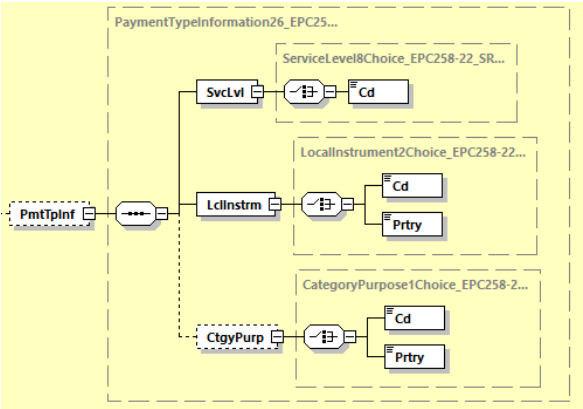 PaymentTypeInformation26_EPC25...
ServiceLevel8Choice_EPC258-22_SR...
SvcLvl
Cd
LocalInstrument2Choice_EPC258-22...
Cd
PmtTpInf
LclInstrm
Prtry
CategoryPurpose1Choice_EPC258-2...
Cd
CtgyPurp
Prtry